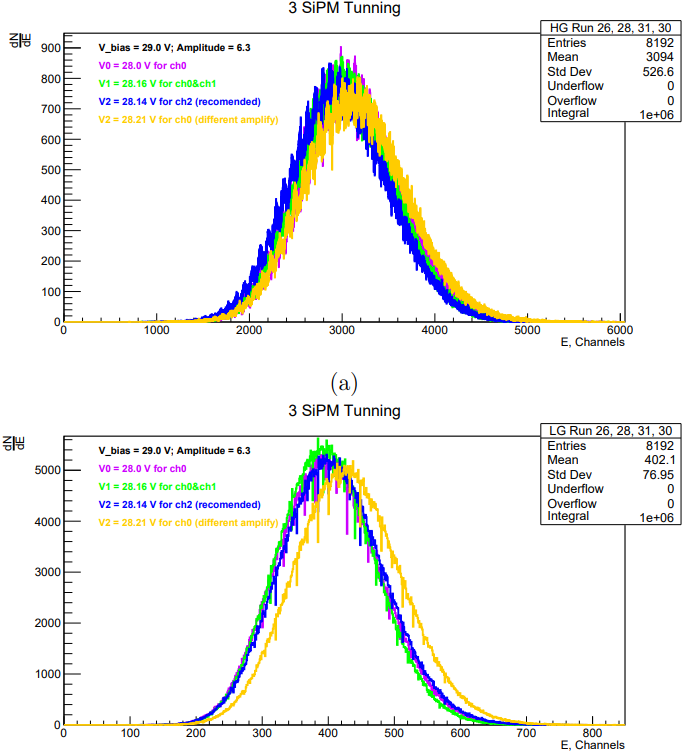 3 SiPM Tunning
dN
dE
HG Run 26, 28, 31, 30
Entries 8192
Mean 3094
Std Dev 526.6
Underflow 0
Overflow 0
Integral 1e+06
V_bias = 29.0 V; Amplitude = 6.3
V0 = 28.0 V for ch0
V1 = 28.16 V for ch0&ch1
V2 = 28.14 V for ch2 (recomended)
V2 = 28.21 V for ch0 (different amplify)
900
800
700
600
500
400
300
200
100
0
0 1000 2000 3000 4000 5000 6000
E, Channels
(a)
3 SiPM Tunning
dN
dE
LG Run 26, 28, 31, 30
Entries 8192
Mean 402.1
Std Dev 76.95
Underflow 0
Overflow 0
Integral 1e+06
V_bias = 29.0 V; Amplitude = 6.3
V0 = 28.0 V for ch0
V1 = 28.16 V for ch0&ch1
V2 = 28.14 V for ch2 (recomended)
V2 = 28.21 V for ch0 (different amplify)
5000
4000
3000
2000
1000
0
0 100 200 300 400 500 600 700 800
E, Channels